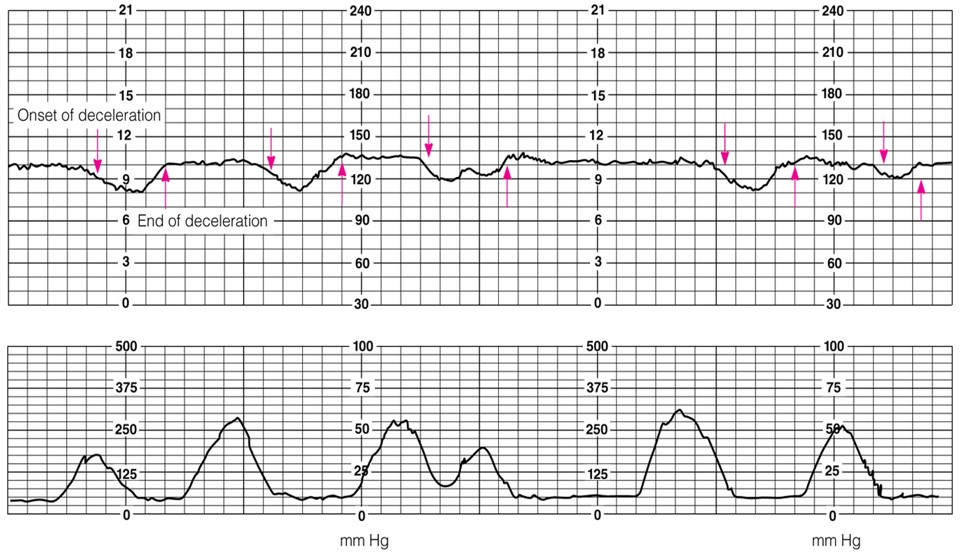 21 240 21 240
18 210 18 210
15 180 15 180
Onset of deceleration
12 150 12 150
9 120 9 120
6 End of deceleration 90 6 90
3 60 3 60
0 30 0 30
500 100 500 100
375 75 375 75
250 50 250 50
125 25 125 25
0 0 0 0
mm Hg mm Hg